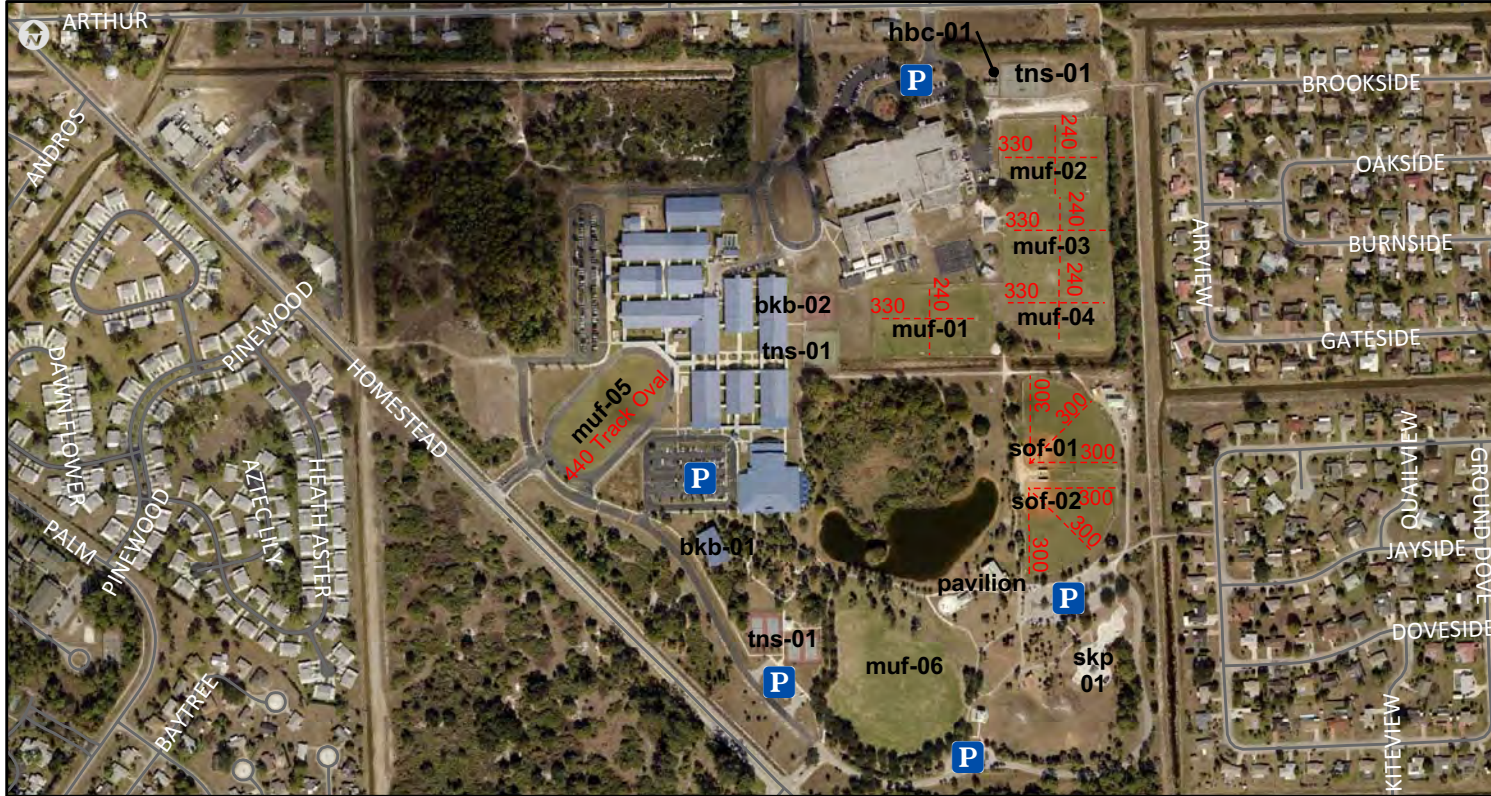 ARTHUR
N
hbc-01
P
tns-01
BROOKSIDE
ANDROS
240
330
muf-02
OAKSIDE
240
330
muf-03
AIRVIEW
BURNSIDE
PINEWOOD
bkb-02
330
240
muf-01
240
330
muf-04
GATESIDE
DAWN FLOWER
HOMESTEAD
tns-01
muf-05
440 Track Oval
300
300
sof-01
300
P
sof-02
300
300
300
QUAILVIEW
GROUND DOVE
PALM
PINEWOOD
AZTEC LILY
HEATH ASTER
bkb-01
JAYSIDE
pavilion
P
tns-01
DOVESIDE
muf-06
skp
01
P
BAYTREE
P
KITEVIEW